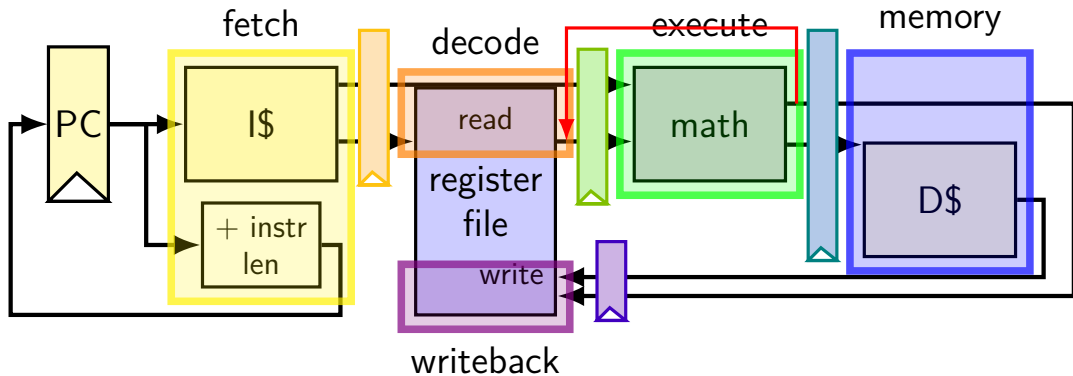 fetch
decode
execute
memory
PC
I$
read
math
register
file
D$
+ instr
len
write
writeback